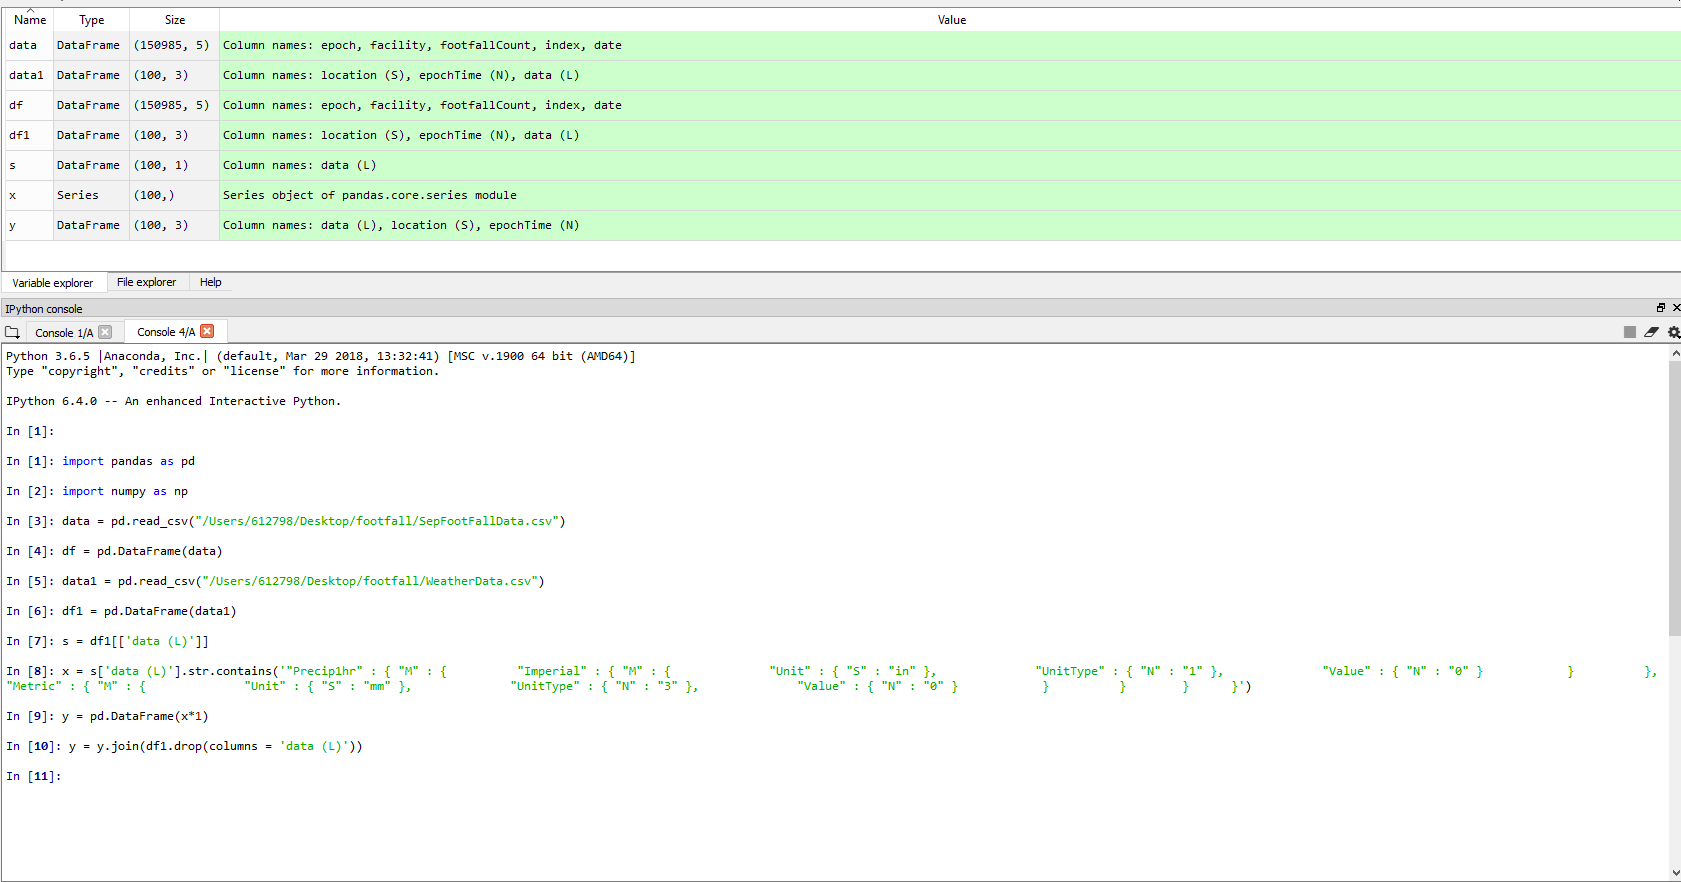 Name Type Size Value
data DataFrame (150985, 5) Column names: epoch, facility, footfallCount, index, date
data1 DataFrame (100, 3) Column names: location (S), epochTime (N), data (L)
df DataFrame (150985, 5) Column names: epoch, facility, footfallCount, index, date
df1 DataFrame (100, 3) Column names: location (S), epochTime (N), data (L)
s DataFrame (100, 1) Column names: data (L)
x Series (100,) Series object of pandas.core.series module
y DataFrame (100, 3) Column names: data (L), location (S), epochTime (N)
Variable explorer File explorer Help
IPython console
Console 1/A Console 4/A
Python 3.6.5 |Anaconda, Inc.| (default, Mar 29 2018, 13:32:41) [MSC v.1900 64 bit (AMD64)]
Type "copyright", "credits" or "license" for more information.
IPython 6.4.0 -- An enhanced Interactive Python.
In [1]:
In [1]: import pandas as pd
In [2]: import numpy as np
In [3]: data = pd.read_csv("/Users/612798/Desktop/footfall/SepFootFallData.csv")
In [4]: df = pd.DataFrame(data)
In [5]: data1 = pd.read_csv("/Users/612798/Desktop/footfall/WeatherData.csv")
In [6]: df1 = pd.DataFrame(data1)
In [7]: s = df1[['data (L)']]
In [8]: x = s['data (L)'].str.contains('"Precip1hr" : { "M" : {          "Imperial" : { "M" : {              "Unit" : { "S" : "in" },              "UnitType" : { "N" : "1" },              "Value" : { "N" : "0" }            }          },
"Metric" : { "M" : {              "Unit" : { "S" : "mm" },              "UnitType" : { "N" : "3" },              "Value" : { "N" : "0" }            }          }        }      }')
In [9]: y = pd.DataFrame(x*1)
In [10]: y = y.join(df1.drop(columns = 'data (L)'))
In [11]: